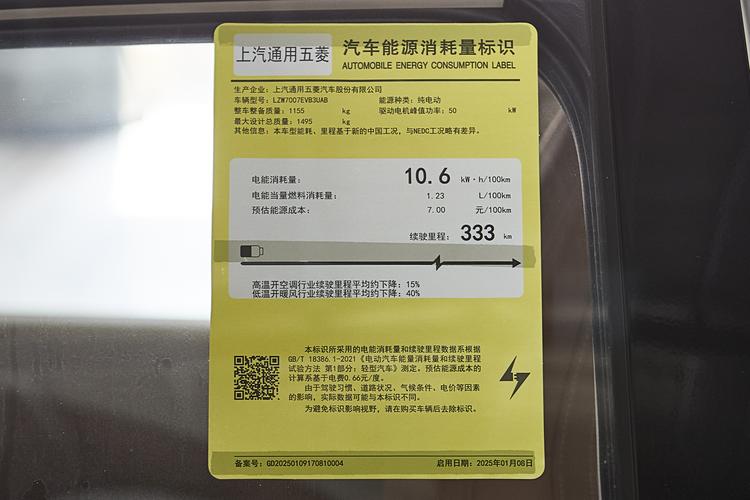 上汽通用五菱
汽车能源消耗量标识
AUTOMOBILE ENERGY CONSUMPTION LABEL
生产企业：上汽通用五菱汽车股份有限公司
车辆型号：LZW7007EVB3UAB 能源种类：纯电动
整车整备质量：1155 kg 驱动电机峰值功率：50 kW
最大设计总质量：1495 kg
其他信息：本车型能耗、里程基于新的中国工况，与NEDC工况略有差异。
电能消耗量： 10.6 kW·h/100km
电能当量燃料消耗量： 1.23 L/100km
预估能源成本： 7.00 元/100km
续驶里程： 333 km
高温开空调行业续驶里程平均约下降：15%
低温开暖风行业续驶里程平均约下降：40%
本标识所采用的电能消耗量和续驶里程数据系根据
GB/T 18386.1-2021《电动汽车能量消耗量和续驶里程
试验方法 第1部分：轻型汽车》测定。预估能源成本的
计算系基于电费0.66元/度。
由于驾驶习惯、道路状况、气候条件、电价等因素
的影响，实际数据可能与本标识不同。
为避免标识影响视野，请在购买车辆后去除标识。
备案号：GD20250109170810004 启用日期：2025年01月08日